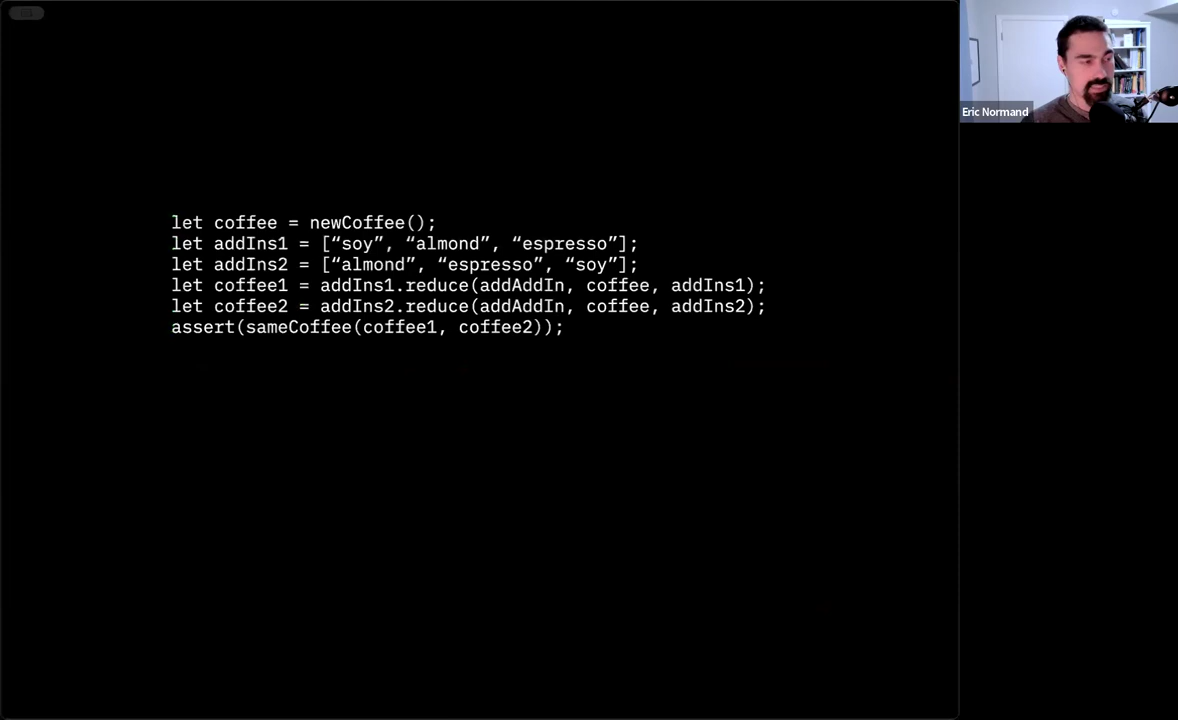 let coffee = newCoffee();
let addIns1 = [“soy”, “almond”, “espresso”];
let addIns2 = [“almond”, “espresso”, “soy”];
let coffee1 = addIns1.reduce(addAddIn, coffee, addIns1);
let coffee2 = addIns2.reduce(addAddIn, coffee, addIns2);
assert(sameCoffee(coffee1, coffee2));
Eric Normand